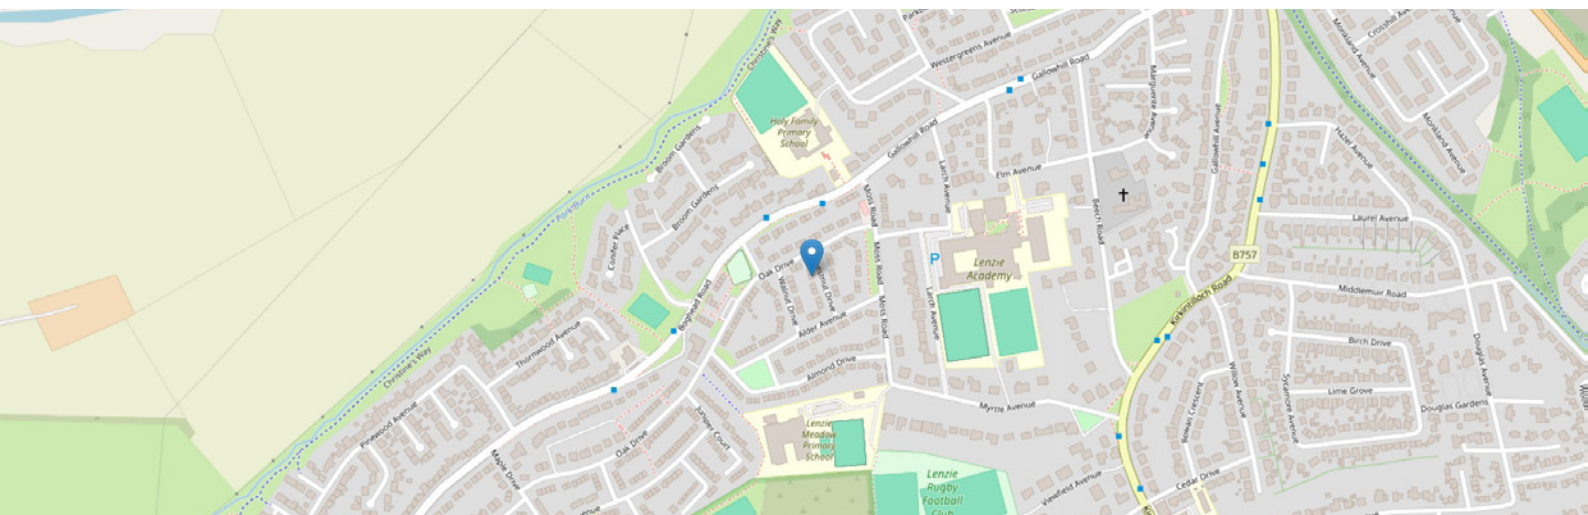 Christine's Way
Westergreens Avenue
Gallowhill Road
Marguerite Avenue
Monkland Avenue
Holy Family
Primary
School
Broom Gardens
Gallowhill Road
Gallowhill Avenue
Hazel Avenue
Monkland Avenue
Park Burn
Broom Gardens
Moss Road
Larch Avenue
Elm Avenue
Beech Road
Laurel Avenue
Conifer Place
Oak Drive
Moss Road
P
Lenzie
Academy
B757
Walnut Drive
Middlemuir Road
Boghead Road
Alder Avenue
Moss Road
Larch Avenue
Kirkintilloch Road
Thornwood Avenue
Christine's Way
Almond Drive
Birch Drive
Douglas Avenue
Willow Avenue
Sycamore Avenue
Lime Grove
Rowan Crescent
Myrtle Avenue
Douglas Gardens
Pinewood Avenue
Juniper Court
Oak Drive
Lenzie
Meadow
Primary
School
Maple Drive
Lenzie
Rugby
Football
Club
Viewfield Avenue
Cedar Drive